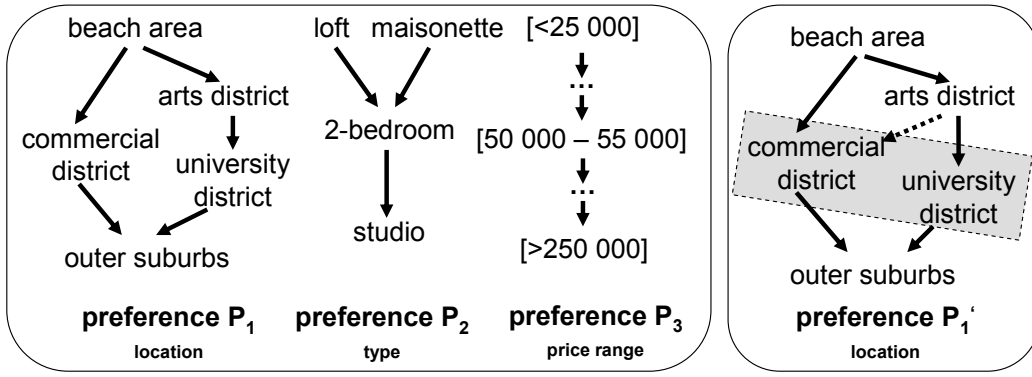 beach area
arts district
commercial
district
university
district
outer suburbs
preference P₁
location
loft maisonette
2-bedroom
studio
preference P₂
type
[<25 000]
...
[50 000 – 55 000]
...
[>250 000]
preference P₃
price range
beach area
arts district
commercial
district
university
district
outer suburbs
preference P₁‘
location